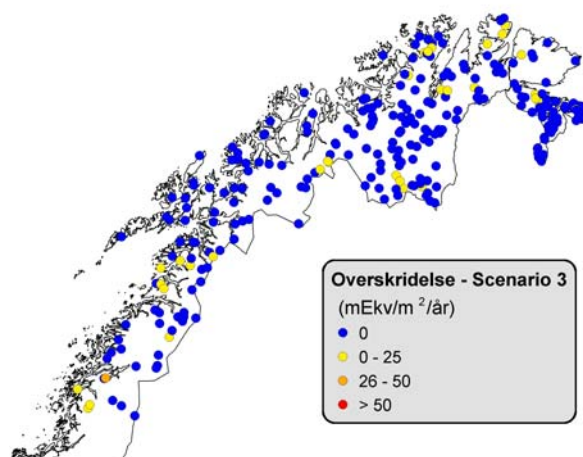 Overskridelse - Scenario 3
(mEkv/m ²/år)
0
0 - 25
26 - 50
> 50